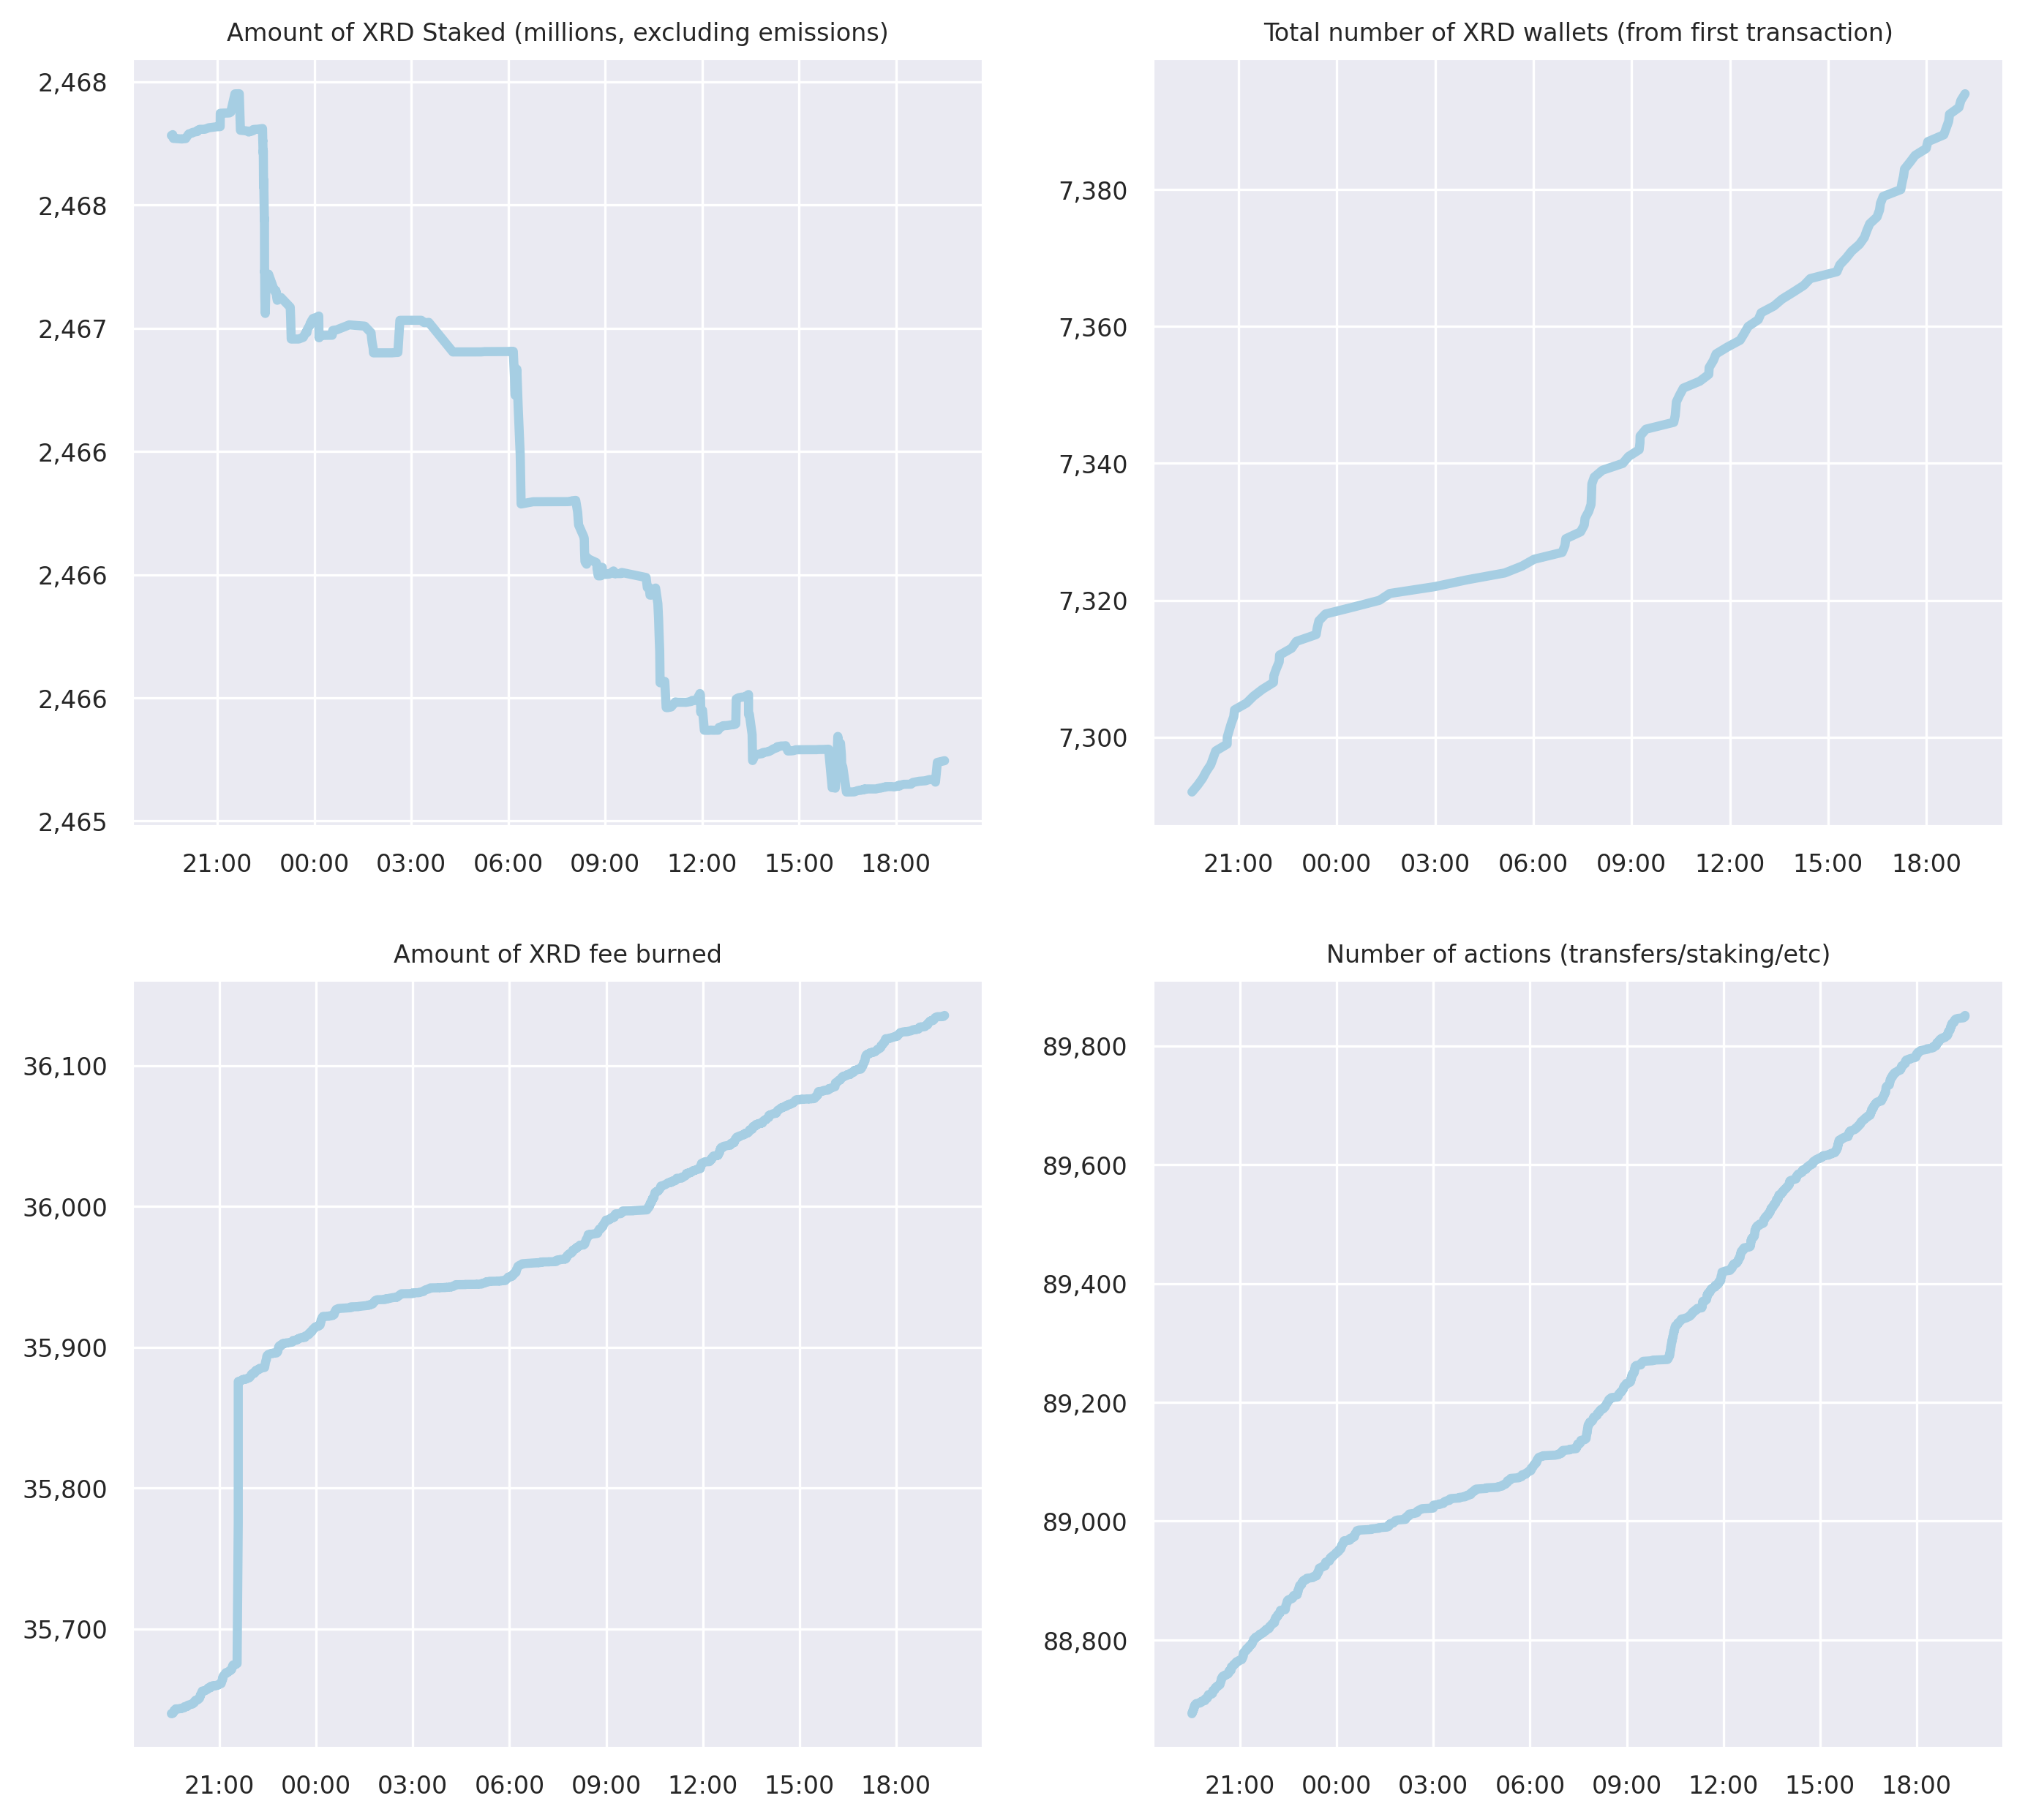 Amount of XRD Staked (millions, excluding emissions)
2,468
2,468
2,467
2,466
2,466
2,466
2,465
21:00 00:00 03:00 06:00 09:00 12:00 15:00 18:00
Total number of XRD wallets (from first transaction)
7,380
7,360
7,340
7,320
7,300
21:00 00:00 03:00 06:00 09:00 12:00 15:00 18:00
Amount of XRD fee burned
36,100
36,000
35,900
35,800
35,700
21:00 00:00 03:00 06:00 09:00 12:00 15:00 18:00
Number of actions (transfers/staking/etc)
89,800
89,600
89,400
89,200
89,000
88,800
21:00 00:00 03:00 06:00 09:00 12:00 15:00 18:00